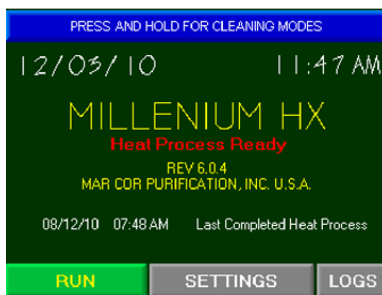 PRESS AND HOLD FOR CLEANING MODES
12/03/10 11:47 AM
MILLENIUM HX
Heat Process Ready
REV 6.0.4
MAR COR PURIFICATION, INC. U.S.A.
08/12/10 07:48 AM Last Completed Heat Process
RUN SETTINGS LOGS